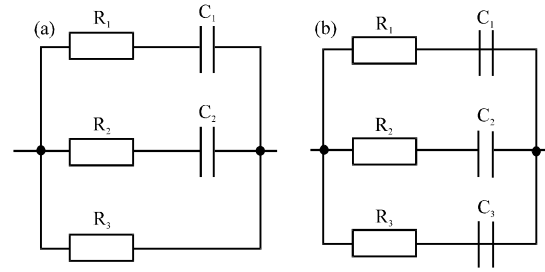 (a) R₁ C₁
R₂ C₂
R₃
(b) R₁ C₁
R₂ C₂
R₃ C₃